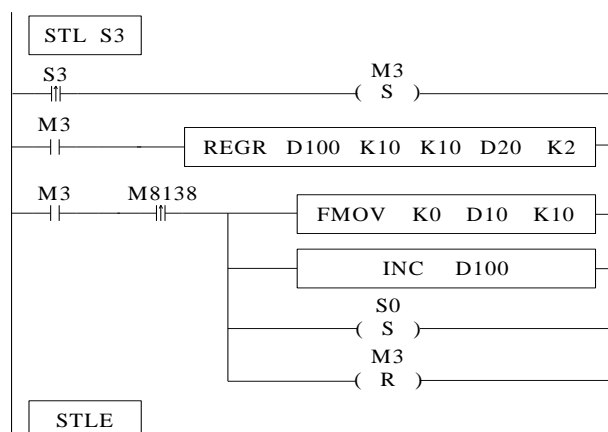 STL S3
S3
M3
( S )
M3
REGR D100 K10 K10 D20 K2
M3
M8138
FMOV K0 D10 K10
INC D100
S0
( S )
M3
( R )
STLE